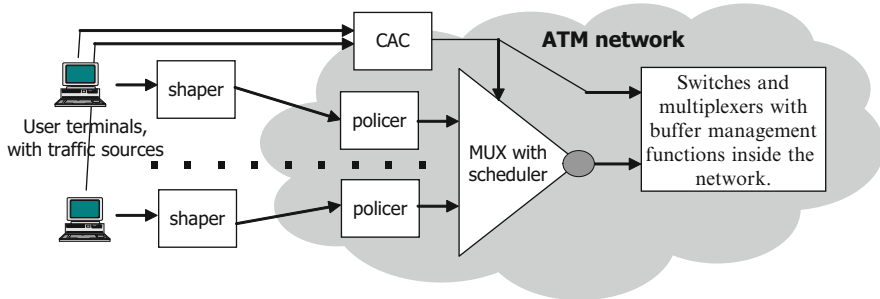 CAC
ATM network
shaper
policer
User terminals,
with traffic sources
MUX with
scheduler
Switches and
multiplexers with
buffer management
functions inside the
network.
shaper
policer